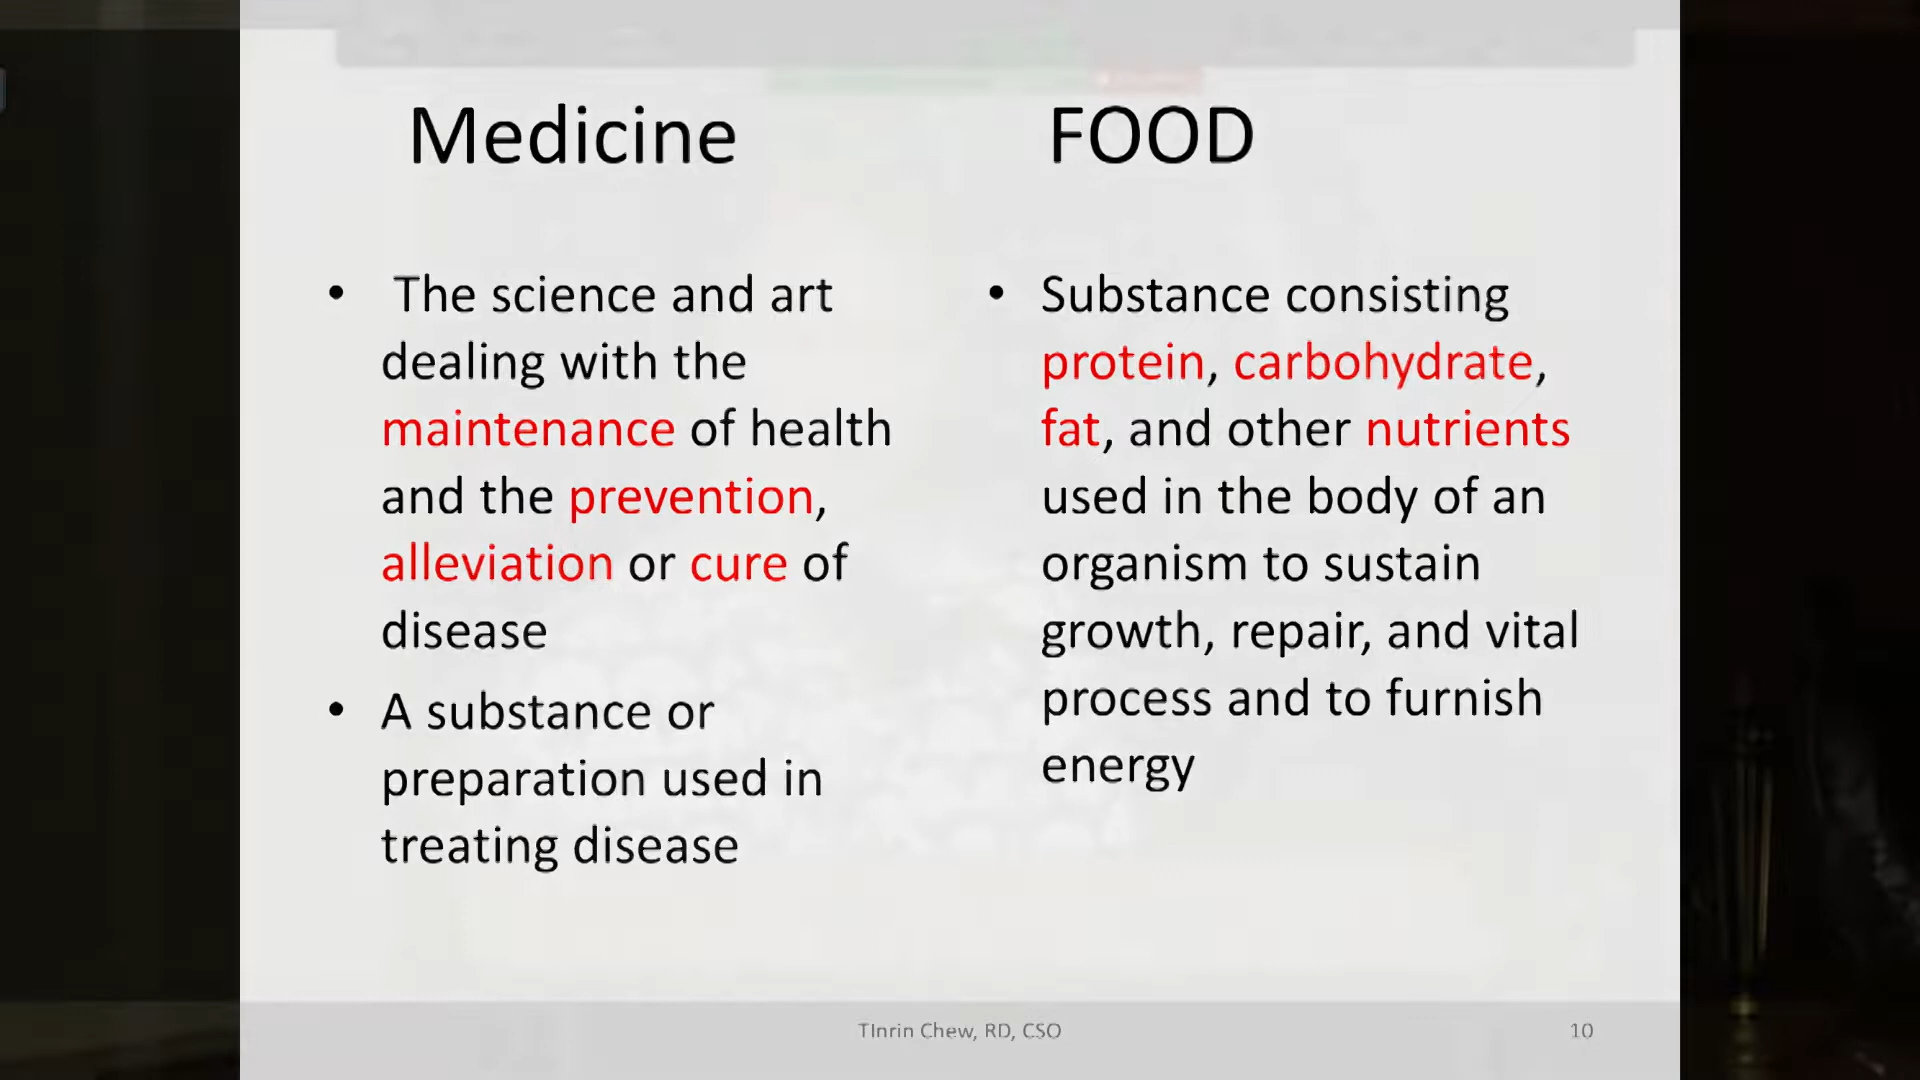 Medicine
FOOD
• The science and art
dealing with the
maintenance of health
and the prevention,
alleviation or cure of
disease
• A substance or
preparation used in
treating disease
• Substance consisting
protein, carbohydrate,
fat, and other nutrients
used in the body of an
organism to sustain
growth, repair, and vital
process and to furnish
energy
TInrin Chew, RD, CSO
10